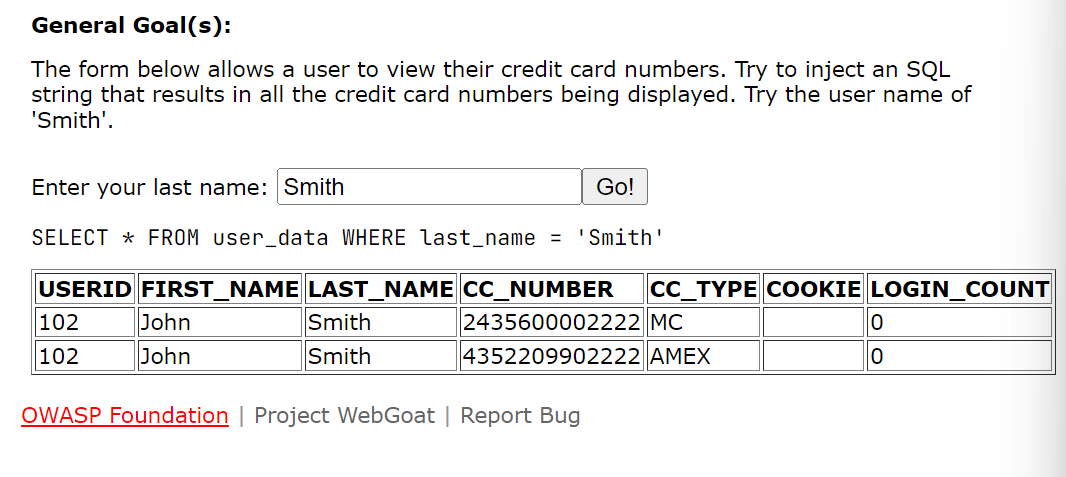 General Goal(s):
The form below allows a user to view their credit card numbers. Try to inject an SQL
string that results in all the credit card numbers being displayed. Try the user name of
'Smith'.
Enter your last name: Smith Go!
SELECT * FROM user_data WHERE last_name = 'Smith'
USERID FIRST_NAME LAST_NAME CC_NUMBER CC_TYPE COOKIE LOGIN_COUNT
102 John Smith 2435600002222 MC 0
102 John Smith 4352209902222 AMEX 0
OWASP Foundation | Project WebGoat | Report Bug